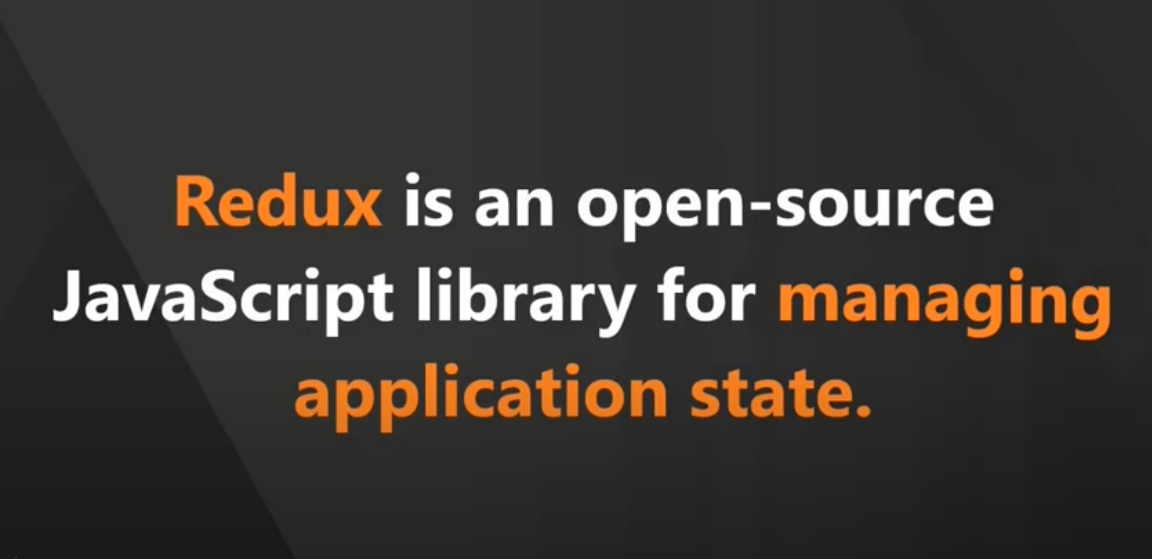 Redux is an open-source
JavaScript library for managing
application state.